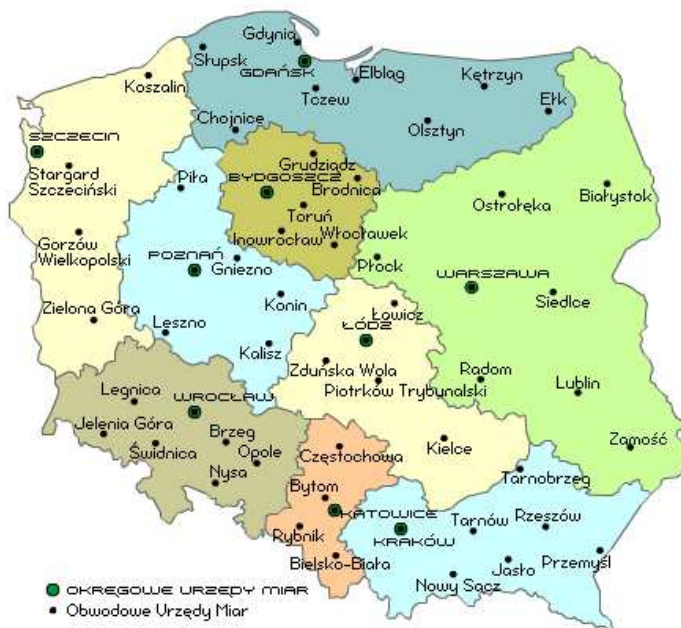 Gdynia
Słupsk
GDAŃSK
Elbląg
Kętrzyn
Koszalin
Tczew
Ełk
Chojnice
Olsztyn
SZCZECIN
Stargard
Szczeciński
Piła
Grudziądz
BYDGOSZCZ
Brodnica
Toruń
Inowrocław
Włocławek
Ostrołęka
Białystok
Gorzów
Wielkopolski
POZNAŃ
Gniezno
Płock
WARSZAWA
Siedlce
Konin
Zielona Góra
Leszno
Kalisz
Łowicz
ŁÓDZ
Zduńska Wola
Piotrków Trybynalski
Radom
Lublin
Legnica
WROCŁAW
Jelenia Góra
Brzeg
Świdnica
Opole
Nysa
Częstochowa
Kielce
Zamość
Tarnobrzeg
Bytom
KATOWICE
KRAKÓW
Rybnik
Bielsko-Biała
Tarnów
Rzeszów
Przemyśl
Jasło
Nowy Sącz
OKRĘGOWE URZĘDY MIAR
Obwodowe Urzędy Miar